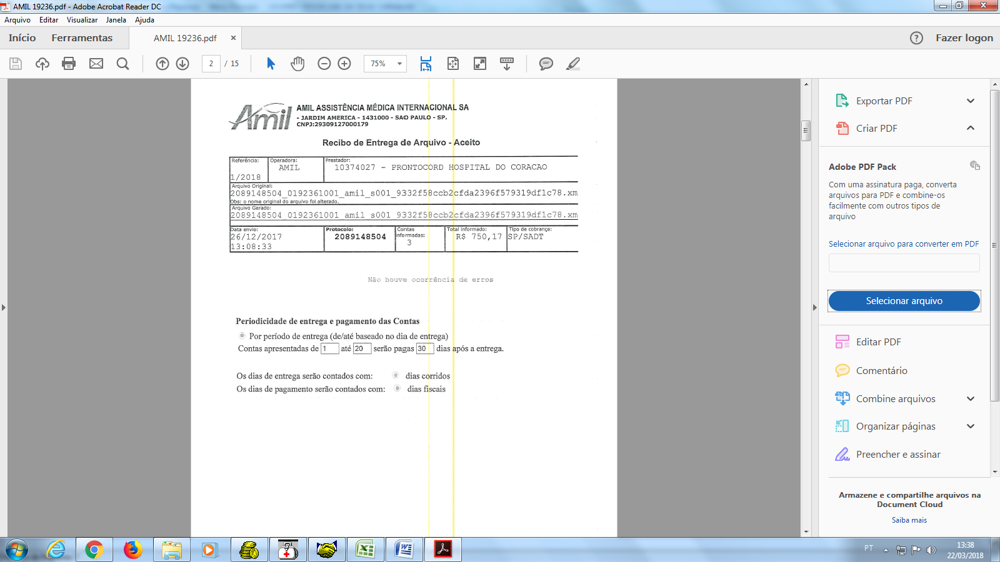 AMIL 19236.pdf - Adobe Acrobat Reader DC
Arquivo Editar Visualizar Janela Ajuda
Início Ferramentas AMIL 19236.pdf × Fazer logon
2 / 15 75%
Amil
AMIL ASSISTÊNCIA MÉDICA INTERNACIONAL SA
- JARDIM AMERICA - 1431000 - SAO PAULO - SP.
CNPJ:29309127000179
Recibo de Entrega de Arquivo - Aceito
Referência: Operadora: Prestador:
AMIL 10374027 - PRONTOCORD HOSPITAL DO CORACAO
1/2018
Arquivo Original:
2089148504_0192361001_amil_s001_9332f58ccb2cfda2396f579319df1c78.xm
Obs: o nome original do arquivo foi alterado.
Arquivo Gerado:
2089148504_0192361001_amil_s001_9332f58ccb2cfda2396f579319df1c78.xm
Data envio: Protocolo: Contas informadas: Total informado: Tipo de cobrança:
26/12/2017 2089148504 3 R$ 750,17 SP/SADT
13:08:33
Não houve ocorrência de erros
Periodicidade de entrega e pagamento das Contas
Por período de entrega (de/até baseado no dia de entrega)
Contas apresentadas de 1 até 20 serão pagas 30 dias após a entrega.
Os dias de entrega serão contados com: dias corridos
Os dias de pagamento serão contados com: dias fiscais
Exportar PDF
Criar PDF
Adobe PDF Pack
Com uma assinatura paga, converta
arquivos para PDF e combine-os
facilmente com outros tipos de
arquivo
Selecionar arquivo para converter em PDF
Selecionar arquivo
Editar PDF
Comentário
Combine arquivos
Organizar páginas
Preencher e assinar
Armazene e compartilhe arquivos na
Document Cloud
Saiba mais
PT 13:38
22/03/2018